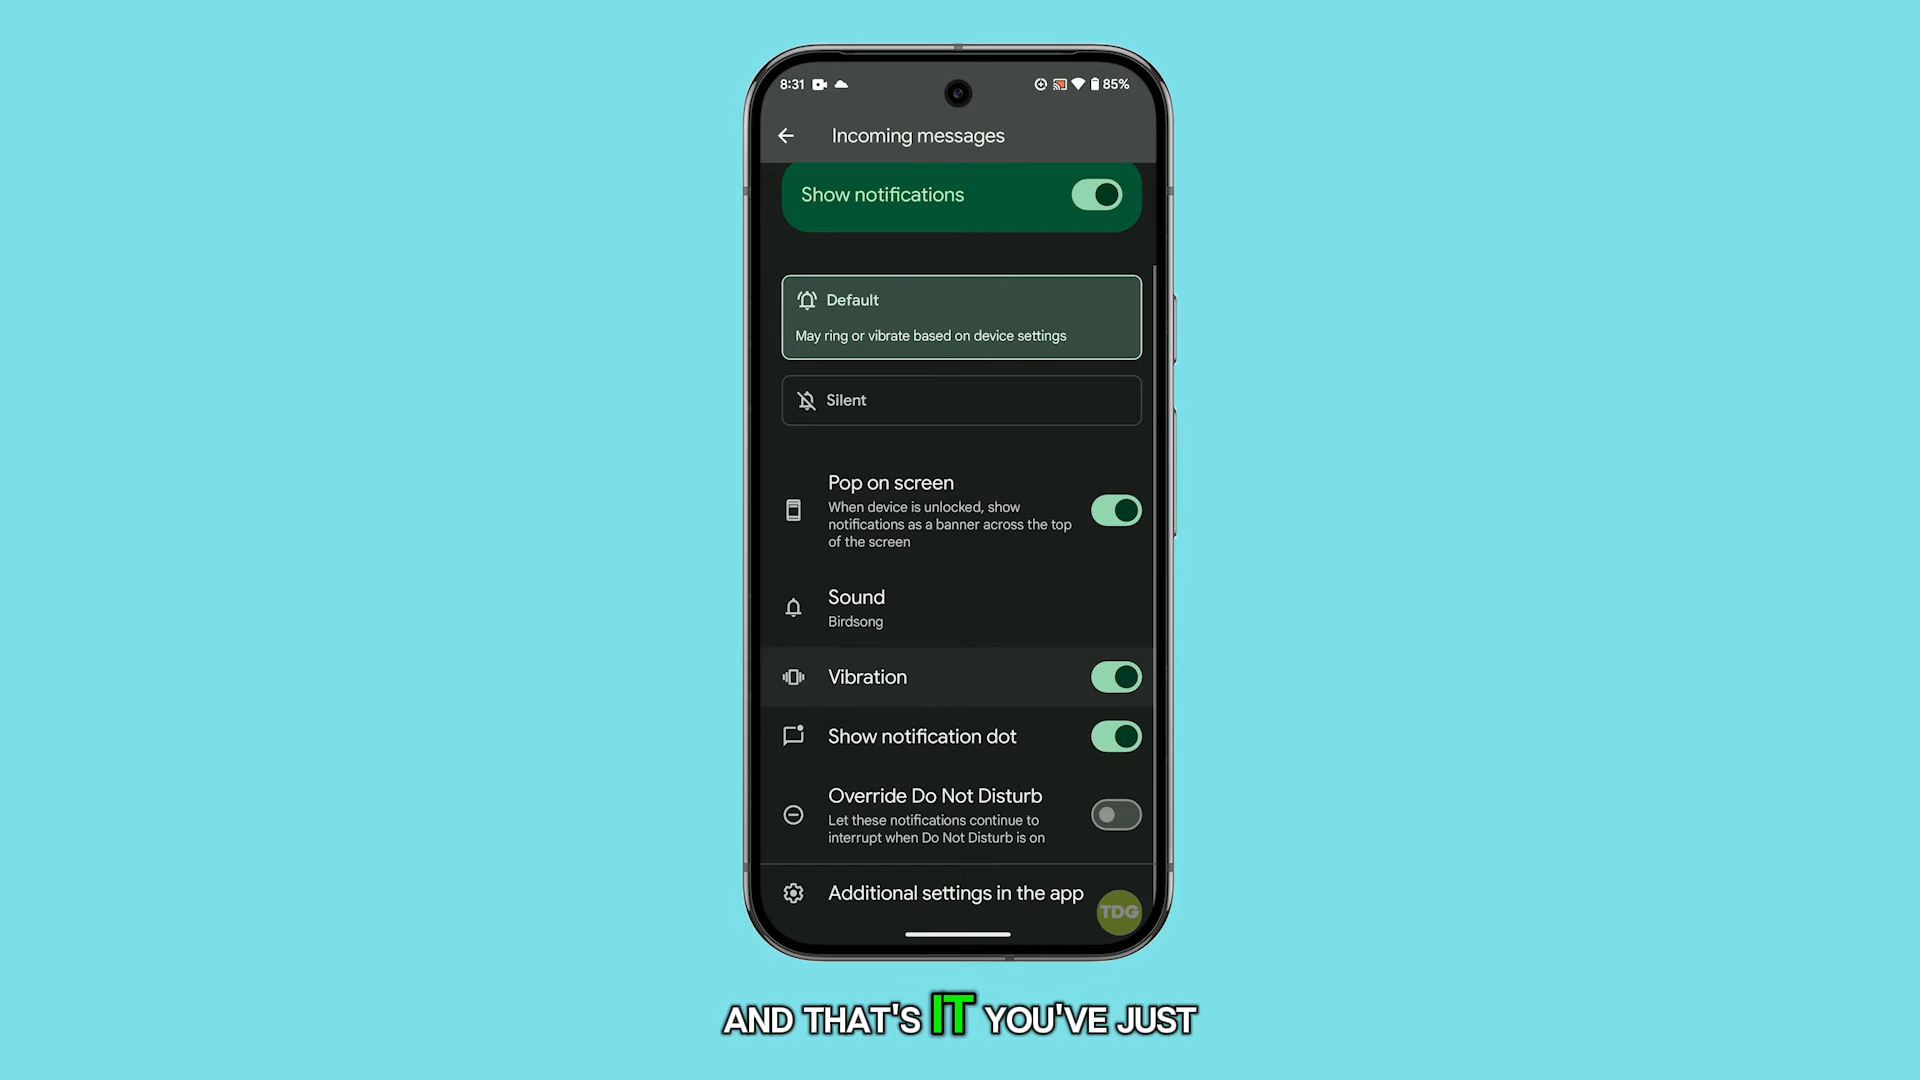 8:31
85%
Incoming messages
Show notifications
Default
May ring or vibrate based on device settings
Silent
Pop on screen
When device is unlocked, show
notifications as a banner across the top
of the screen
Sound
Birdsong
Vibration
Show notification dot
Override Do Not Disturb
Let these notifications continue to
interrupt when Do Not Disturb is on
Additional settings in the app
TDG
AND THAT'S IT YOU'VE JUST